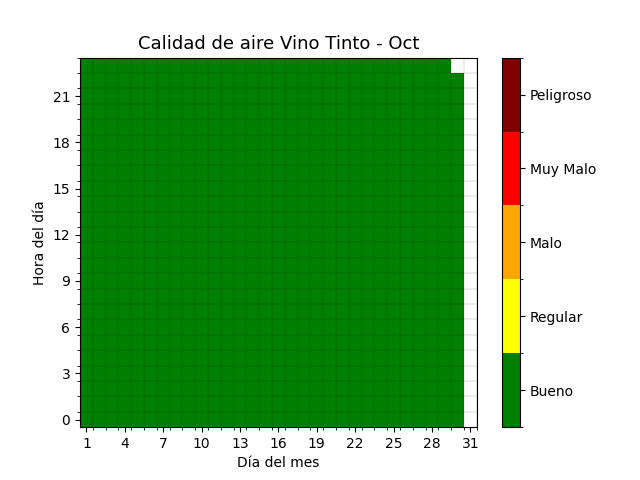 Calidad de aire Vino Tinto - Oct
Hora del día
21
18
15
12
9
6
3
0
1 4 7 10 13 16 19 22 25 28 31
Día del mes
Peligroso
Muy Malo
Malo
Regular
Bueno